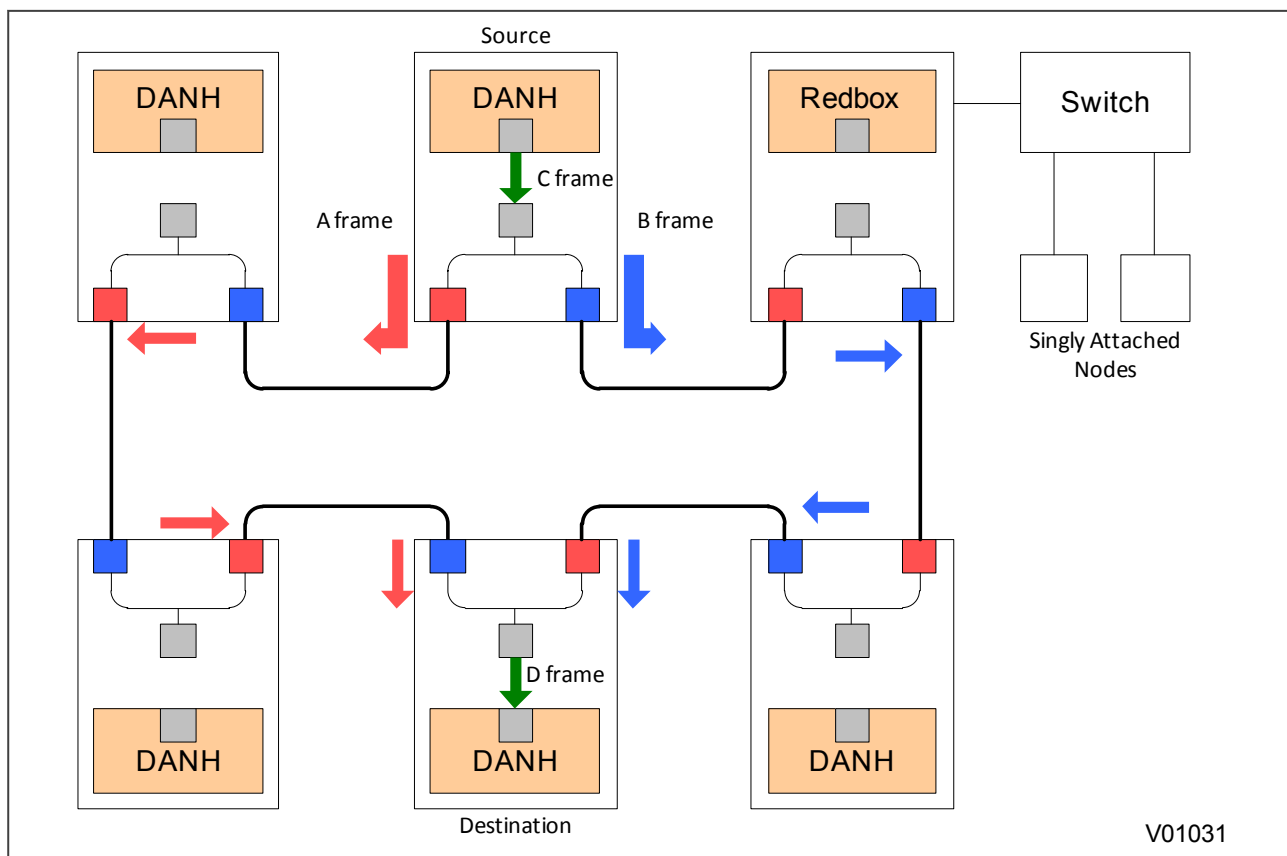 Source
DANH
DANH
Redbox
Switch
C frame
A frame
B frame
Singly Attached
Nodes
D frame
DANH
DANH
DANH
Destination
V01031